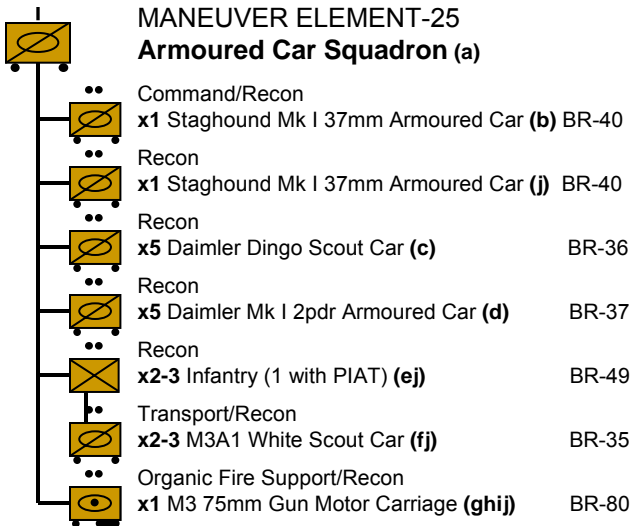 MANEUVER ELEMENT-25
Armoured Car Squadron (a)
Command/Recon
x1 Staghound Mk I 37mm Armoured Car (b) BR-40
Recon
x1 Staghound Mk I 37mm Armoured Car (j) BR-40
Recon
x5 Daimler Dingo Scout Car (c) BR-36
Recon
x5 Daimler Mk I 2pdr Armoured Car (d) BR-37
Recon
x2-3 Infantry (1 with PIAT) (ej) BR-49
Transport/Recon
x2-3 M3A1 White Scout Car (fj) BR-35
Organic Fire Support/Recon
x1 M3 75mm Gun Motor Carriage (ghij) BR-80